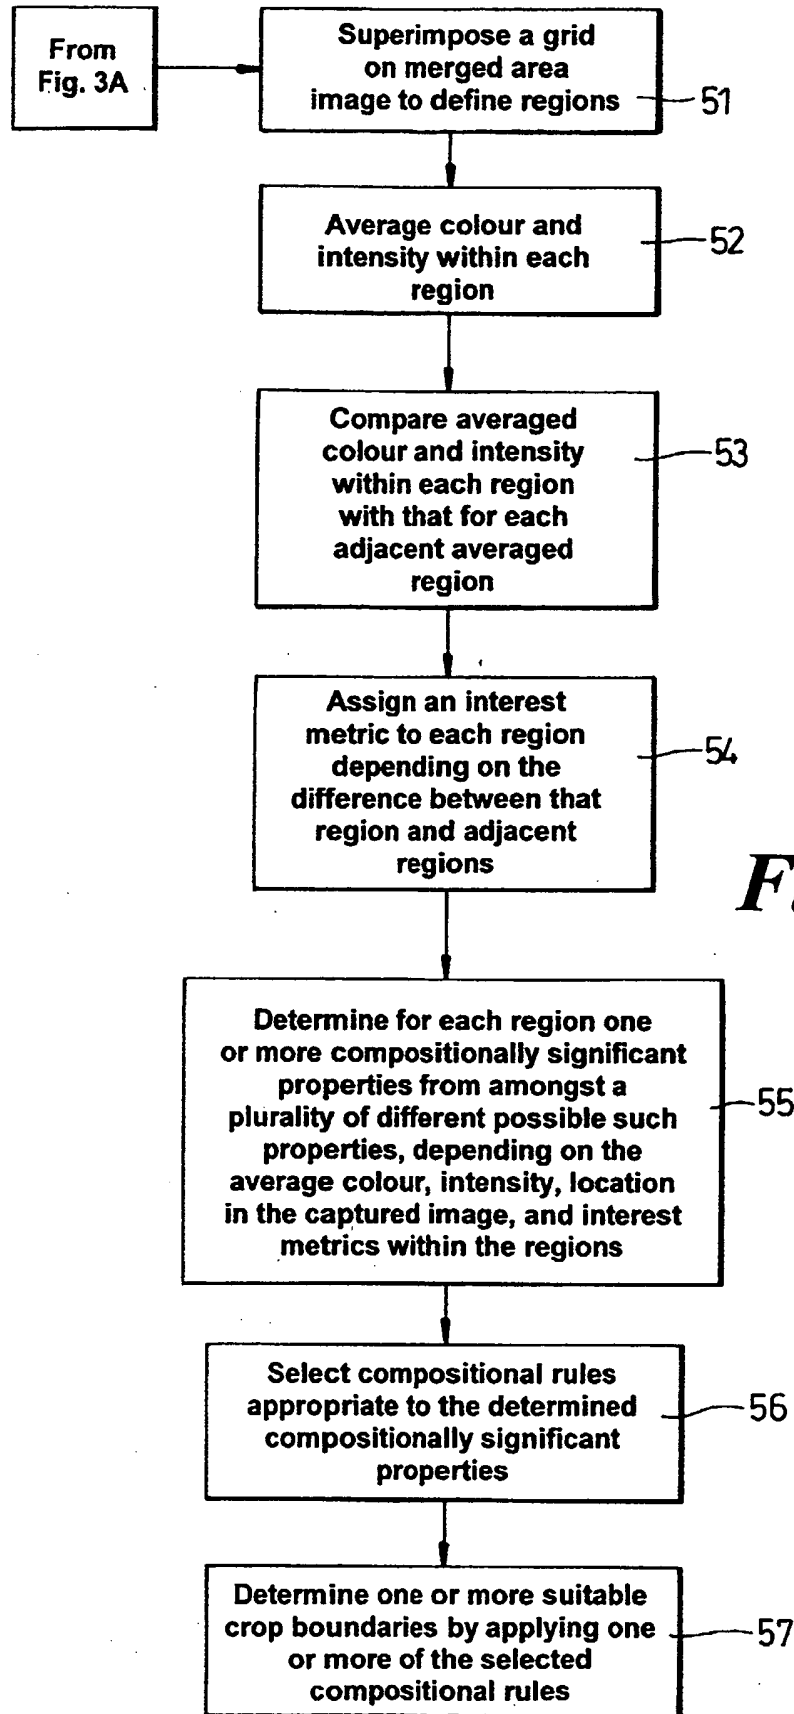 From
Fig. 3A
Superimpose a grid
on merged area
image to define regions
51
Average colour and
intensity within each
region
52
Compare averaged
colour and intensity
within each region
with that for each
adjacent averaged
region
53
Assign an interest
metric to each region
depending on the
difference between that
region and adjacent
regions
54
Determine for each region one
or more compositionally significant
properties from amongst a
plurality of different possible such
properties, depending on the
average colour, intensity, location
in the captured image, and interest
metrics within the regions
55
Select compositional rules
appropriate to the determined
compositionally significant
properties
56
Determine one or more suitable
crop boundaries by applying one
or more of the selected
compositional rules
57